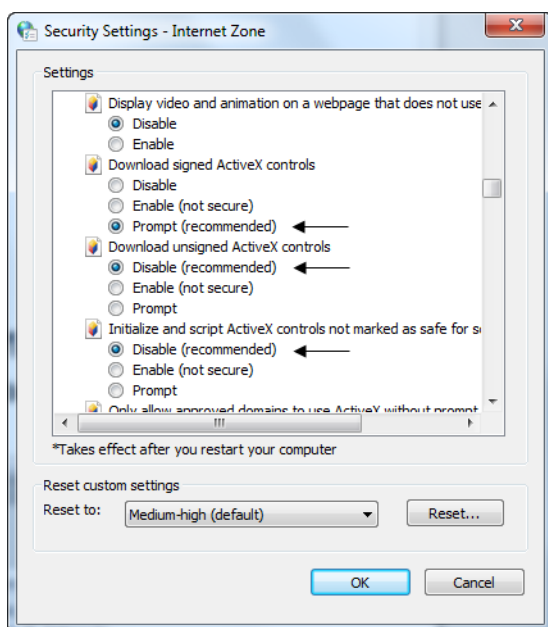 Security Settings - Internet Zone
Settings
Display video and animation on a webpage that does not use
Disable
Enable
Download signed ActiveX controls
Disable
Enable (not secure)
Prompt (recommended)
Download unsigned ActiveX controls
Disable (recommended)
Enable (not secure)
Prompt
Initialize and script ActiveX controls not marked as safe for
Disable (recommended)
Enable (not secure)
Prompt
Only allow approved domains to use ActiveX without prompt
*Takes effect after you restart your computer
Reset custom settings
Reset to: Medium-high (default) Reset...
OK Cancel